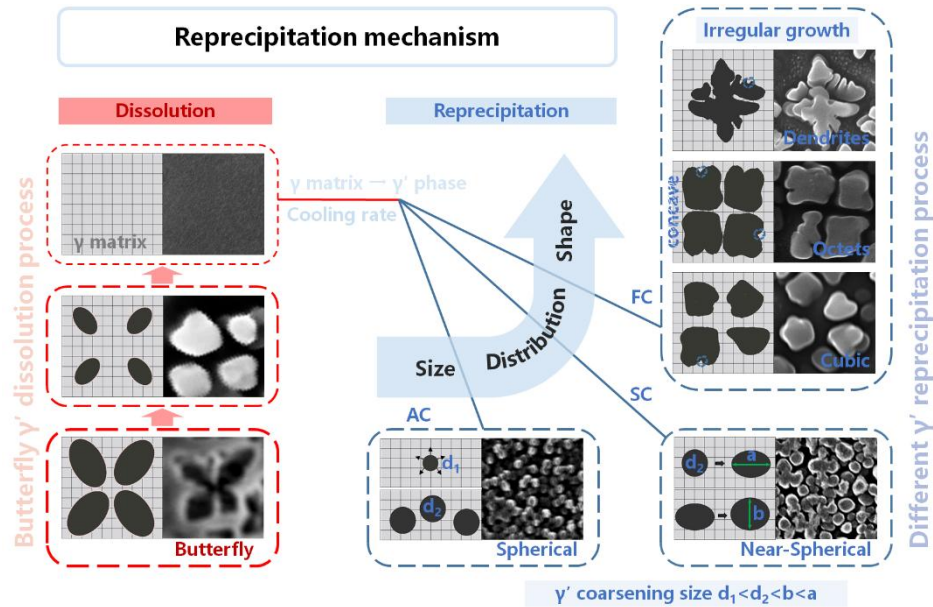 Reprecipitation mechanism
Dissolution
Reprecipitation
Butterfly γ′ dissolution process
γ matrix
Butterfly
γ matrix → γ′ phase
Cooling rate
Size
Distribution
Shape
AC
SC
FC
d₁
d₂
Spherical
d₂
a
b
Near-Spherical
Irregular growth
Dendrites
concave
Octets
Cubic
Different γ′ reprecipitation process
γ′ coarsening size d₁<d₂<b<a